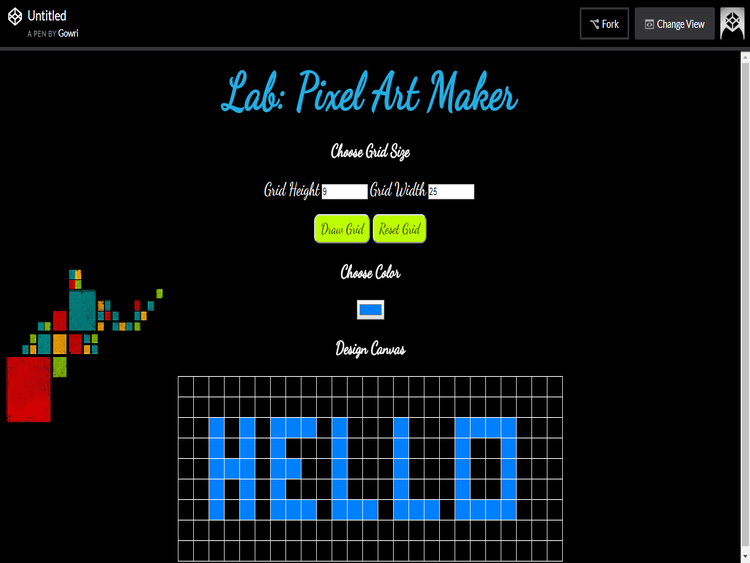 Untitled
A PEN BY Gowri
Fork
Change View
Lab: Pixel Art Maker
Choose Grid Size
Grid Height 9 Grid Width 25
Draw Grid Reset Grid
Choose Color
Design Canvas
HELLO